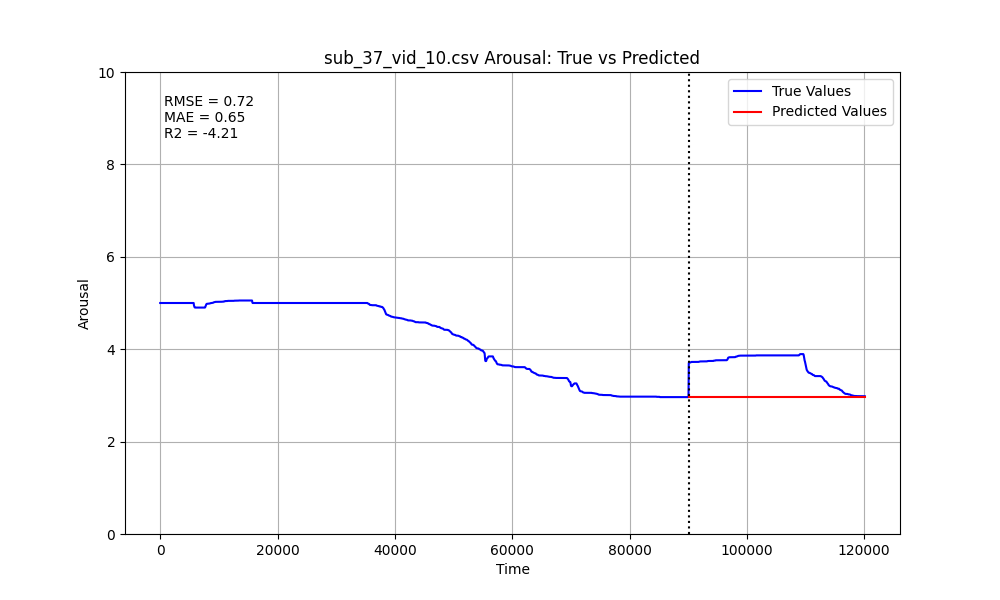 sub_37_vid_10.csv Arousal: True vs Predicted
RMSE = 0.72
MAE = 0.65
R2 = -4.21
True Values
Predicted Values
Arousal
10
8
6
4
2
0
0 20000 40000 60000 80000 100000 120000
Time